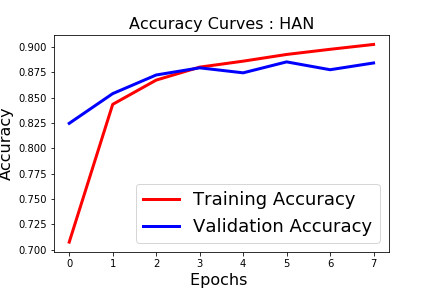 Accuracy Curves : HAN
0.900
0.875
0.850
0.825
0.800
0.775
0.750
0.725
0.700
Accuracy
Training Accuracy
Validation Accuracy
0 1 2 3 4 5 6 7
Epochs